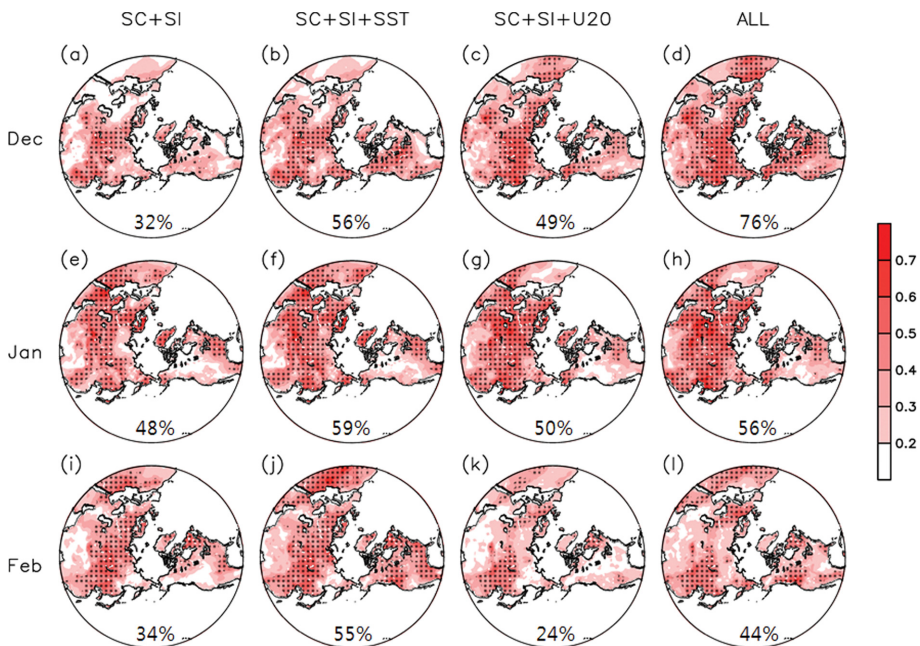 SC+SI SC+SI+SST SC+SI+U20 ALL
(a) (b) (c) (d)
Dec
32% 56% 49% 76%
(e) (f) (g) (h)
Jan
48% 59% 50% 56%
(i) (j) (k) (l)
Feb
34% 55% 24% 44%
0.7
0.6
0.5
0.4
0.3
0.2